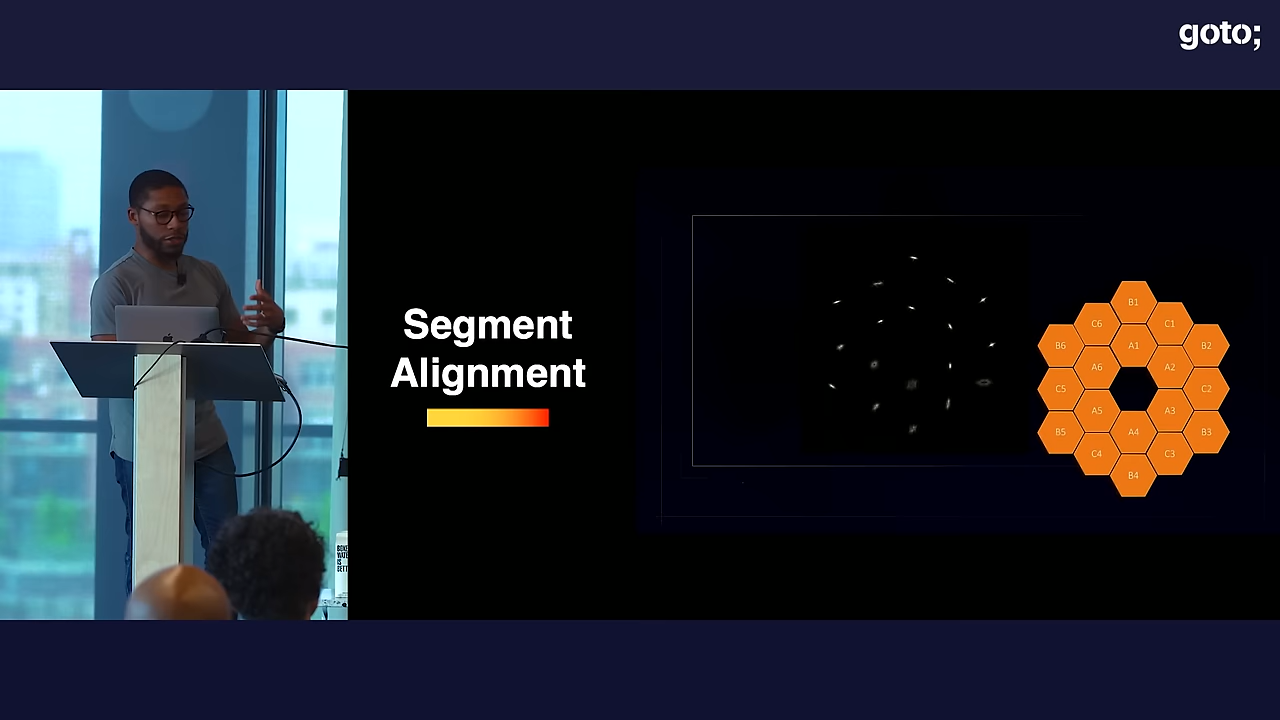 goto;
Segment
Alignment
B1
C6
C1
B6
A1
B2
A6
A2
C5
C2
A5
A3
B5
A4
B3
C4
C3
B4